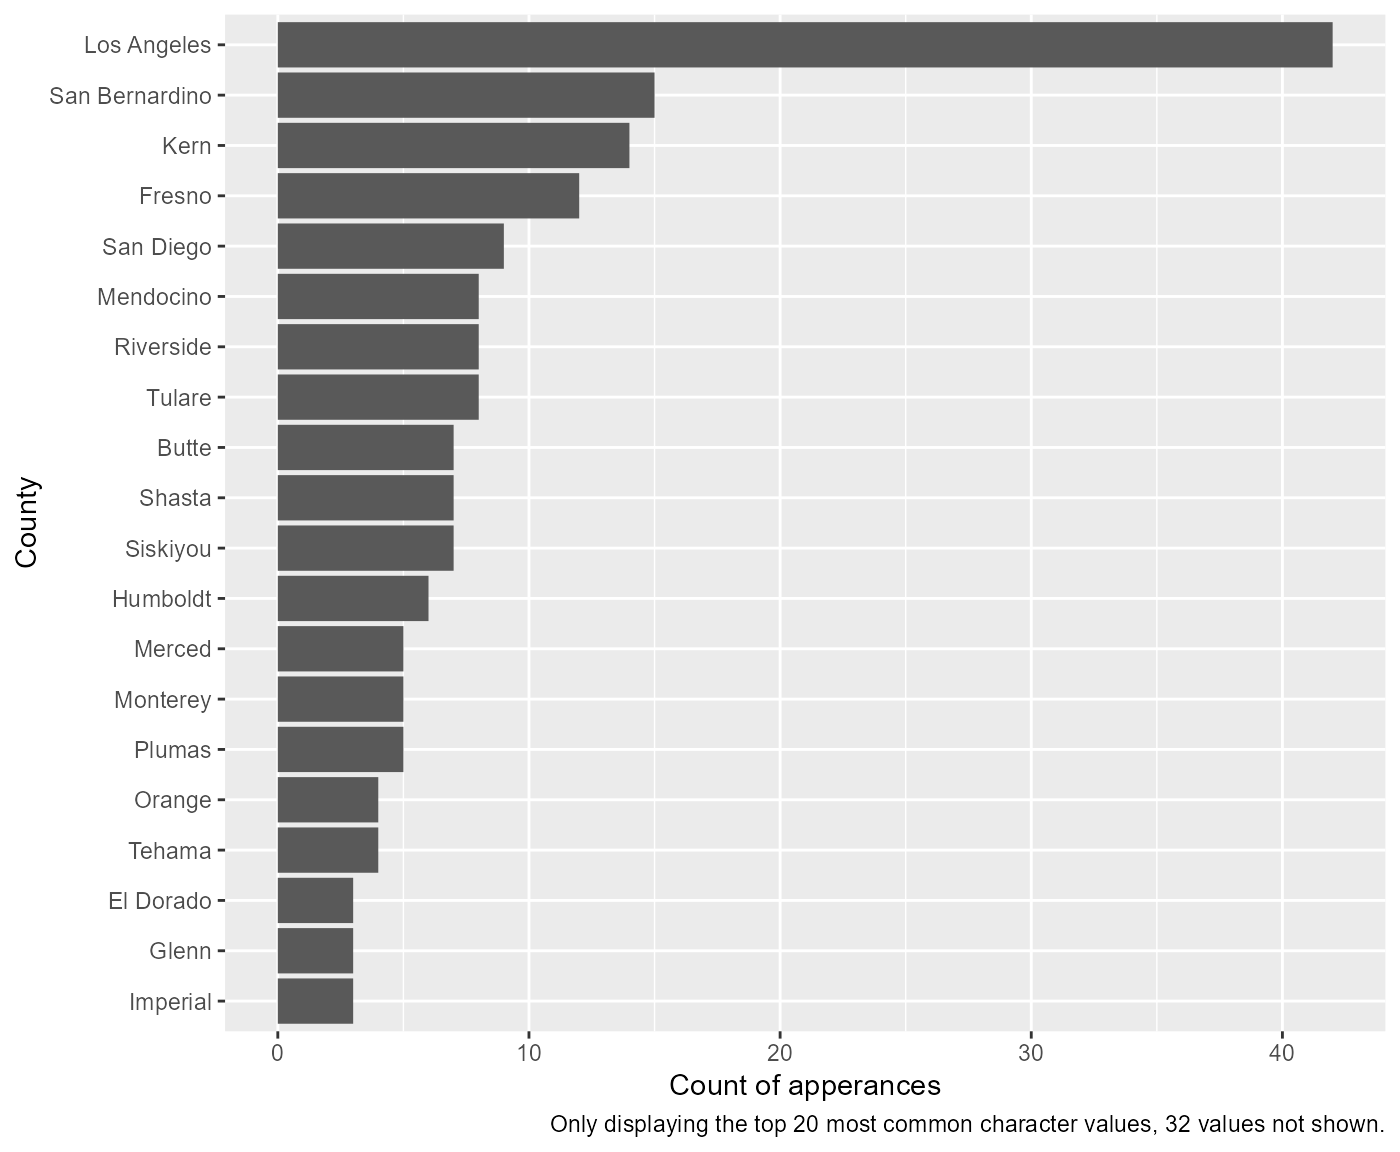 Los Angeles
San Bernardino
Kern
Fresno
San Diego
Mendocino
Riverside
Tulare
Butte
Shasta
Siskiyou
Humboldt
Merced
Monterey
Plumas
Orange
Tehama
El Dorado
Glenn
Imperial
County
0 10 20 30 40
Count of apperances
Only displaying the top 20 most common character values, 32 values not shown.